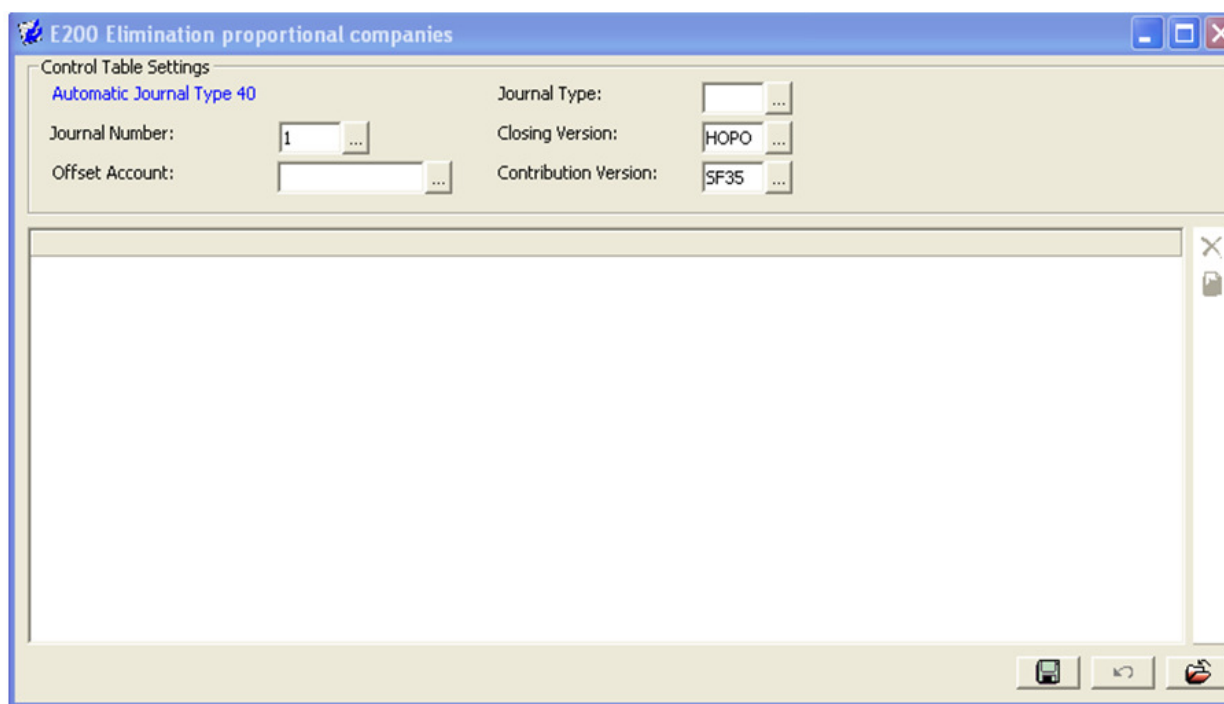 E200 Elimination proportional companies
Control Table Settings
Automatic Journal Type 40
Journal Type:
...
Journal Number:
1
...
Closing Version:
HOPO
...
Offset Account:
...
Contribution Version:
SF35
...